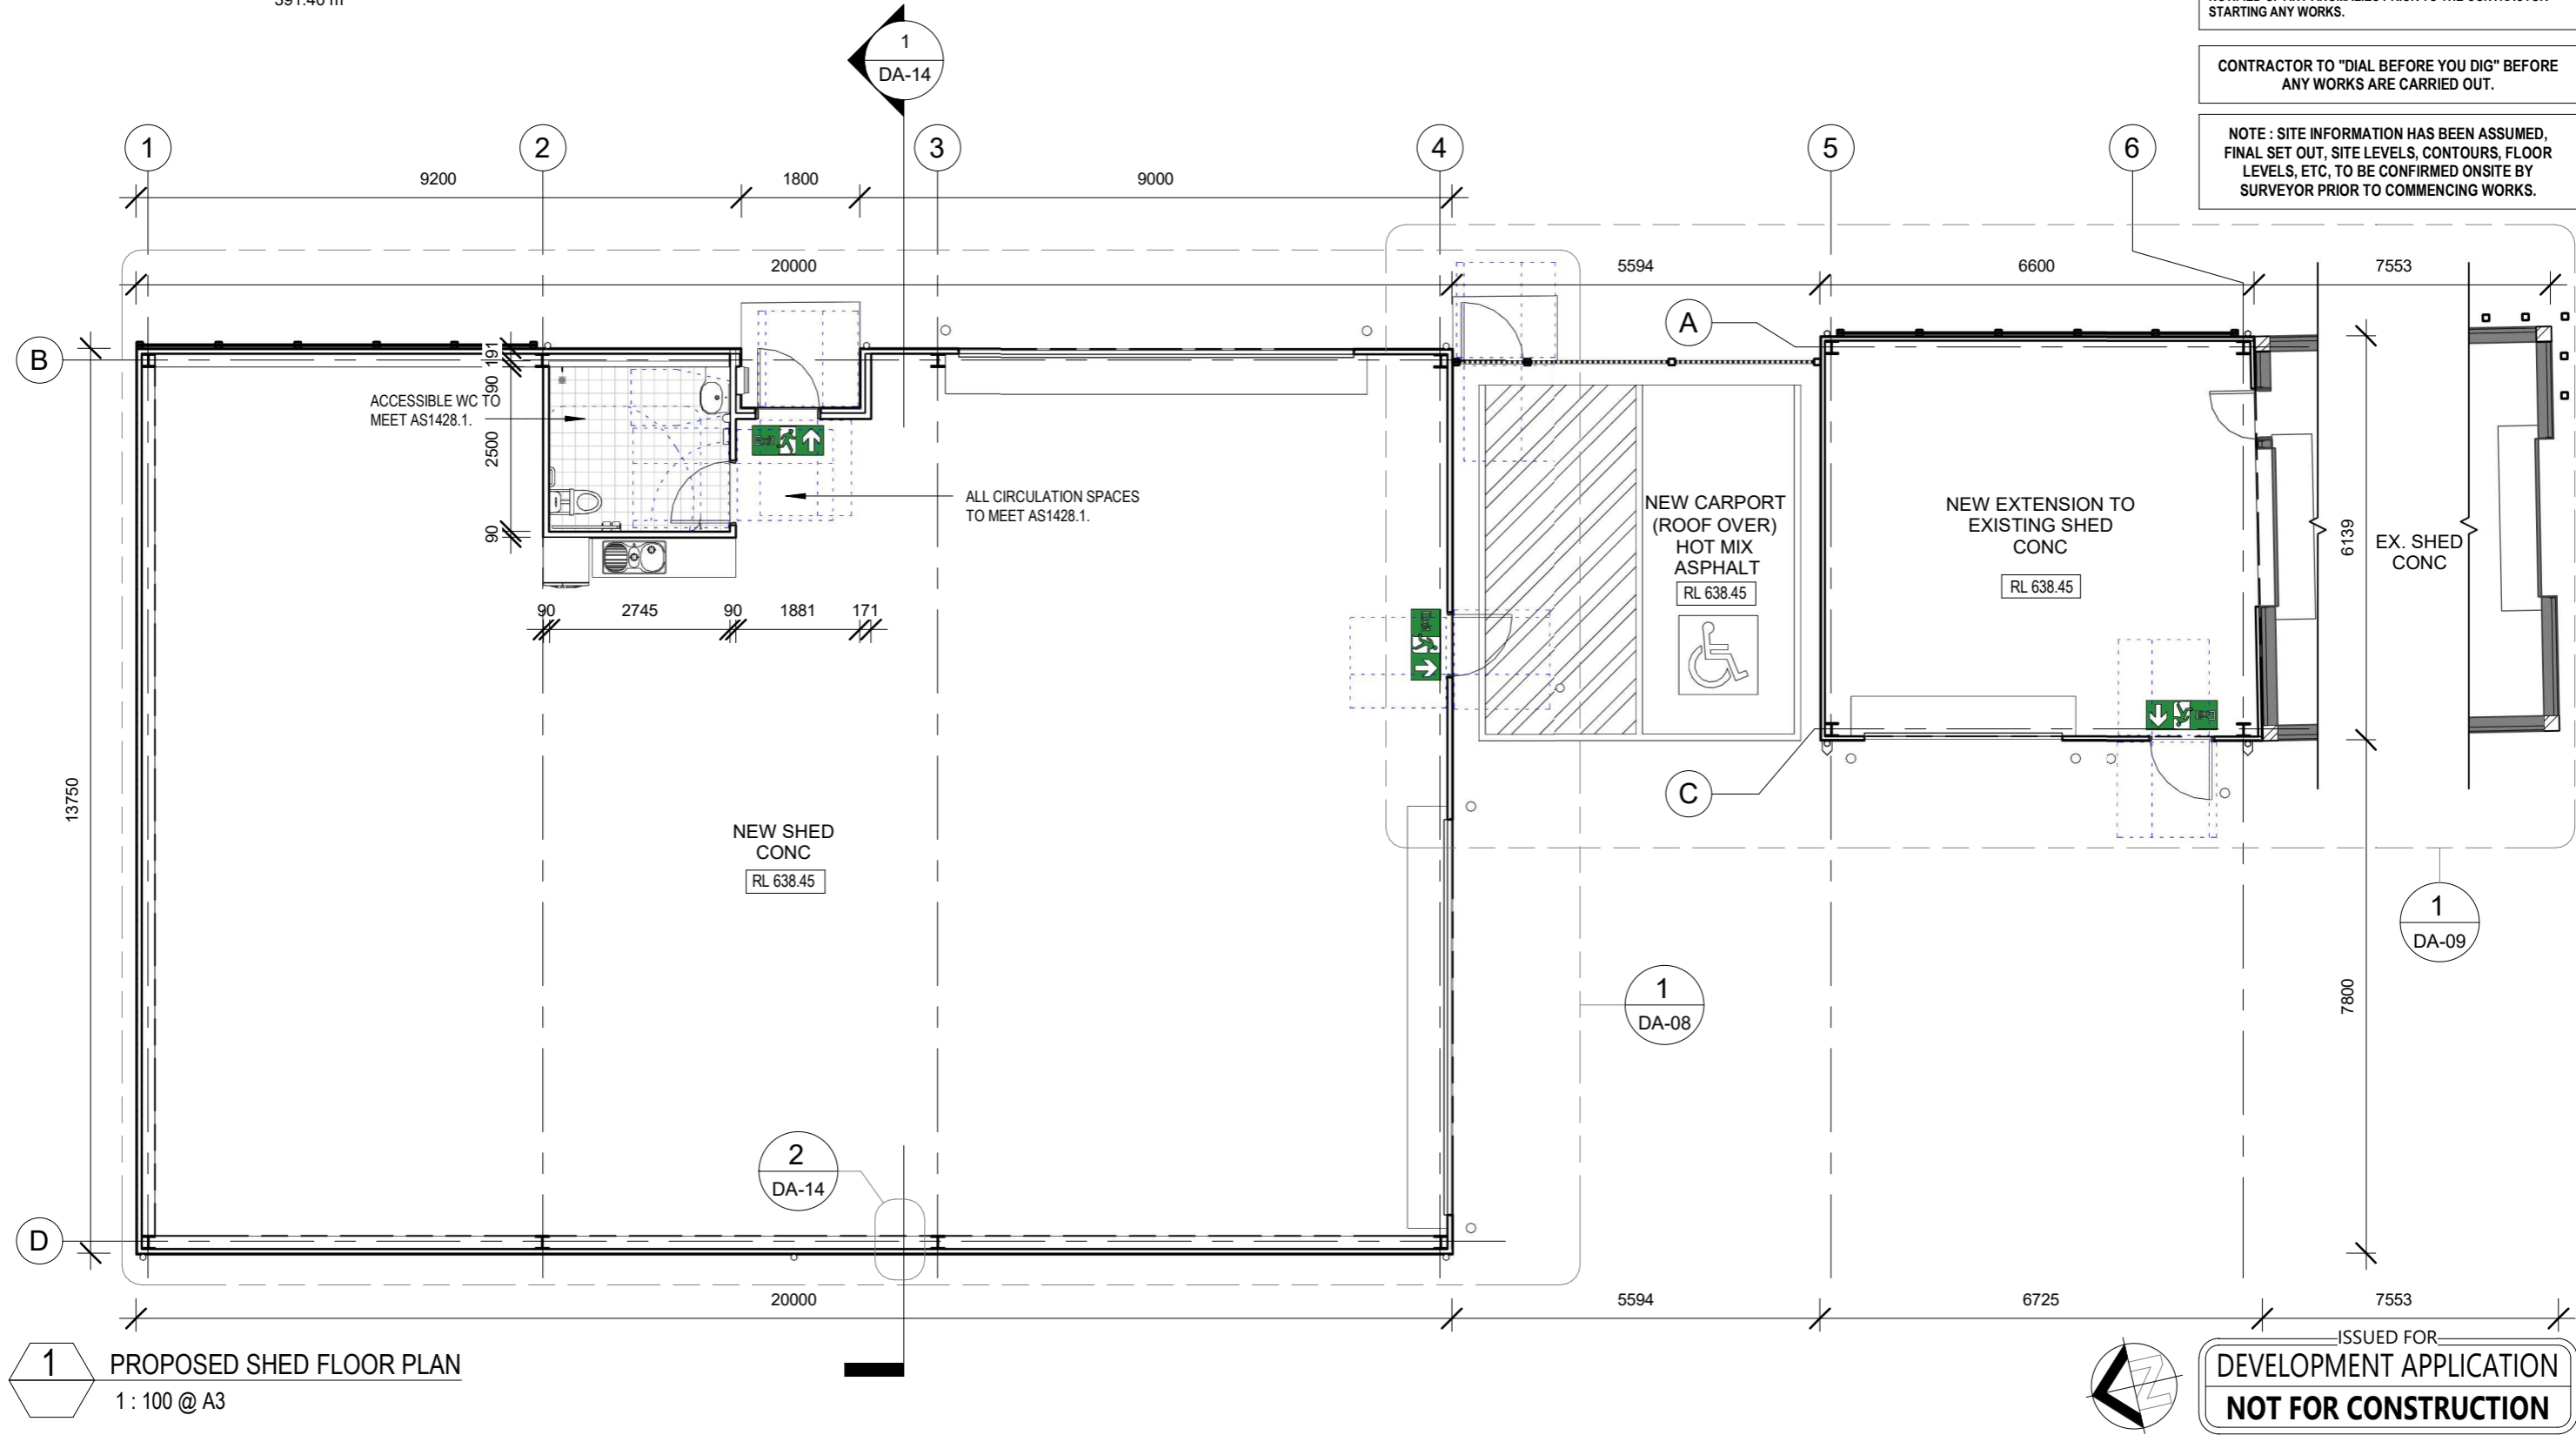 391.40 m
STARTING ANY WORKS.
CONTRACTOR TO "DIAL BEFORE YOU DIG" BEFORE
ANY WORKS ARE CARRIED OUT.
NOTE : SITE INFORMATION HAS BEEN ASSUMED,
FINAL SET OUT, SITE LEVELS, CONTOURS, FLOOR
LEVELS, ETC, TO BE CONFIRMED ONSITE BY
SURVEYOR PRIOR TO COMMENCING WORKS.
1
DA-14
1
2
3
4
5
6
9200
1800
9000
20000
5594
6600
7553
A
B
191
90
2500
90
ACCESSIBLE WC TO
MEET AS1428.1.
Exit
ALL CIRCULATION SPACES
TO MEET AS1428.1.
NEW CARPORT
(ROOF OVER)
HOT MIX
ASPHALT
RL 638.45
NEW EXTENSION TO
EXISTING SHED
CONC
RL 638.45
6139
EX. SHED
CONC
90
2745
90
1881
171
Exit
Exit
C
13750
NEW SHED
CONC
RL 638.45
1
DA-09
1
DA-08
7800
2
DA-14
D
20000
5594
6725
7553
1
PROPOSED SHED FLOOR PLAN
1 : 100 @ A3
N
ISSUED FOR
DEVELOPMENT APPLICATION
NOT FOR CONSTRUCTION